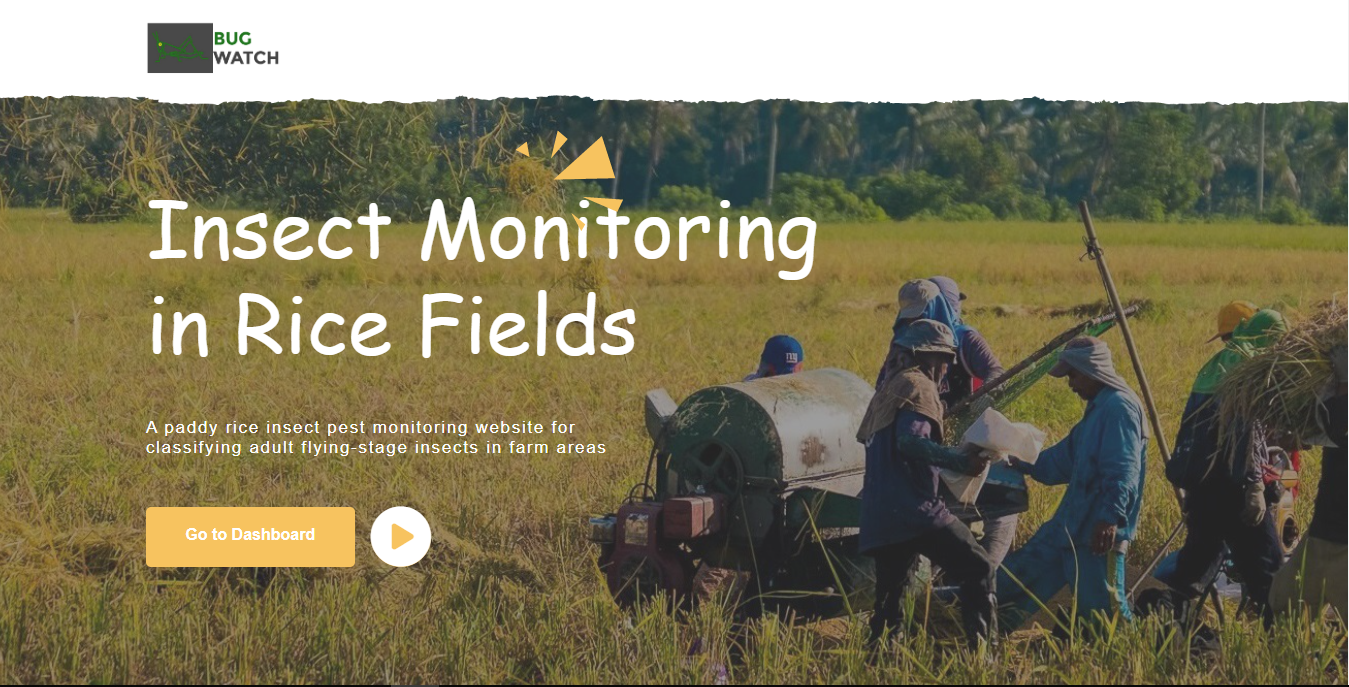 BUG
WATCH
Insect Monitoring
in Rice Fields
A paddy rice insect pest monitoring website for
classifying adult flying-stage insects in farm areas
Go to Dashboard